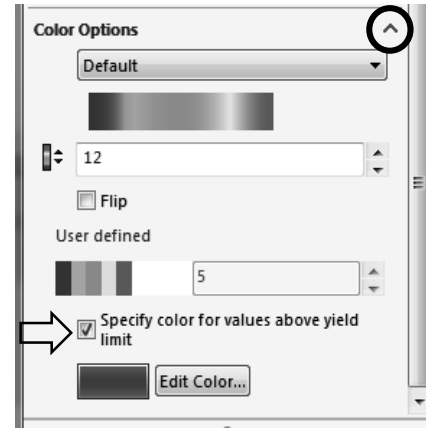 Color Options
Default
12
Flip
User defined
5
Specify color for values above yield
limit
Edit Color...